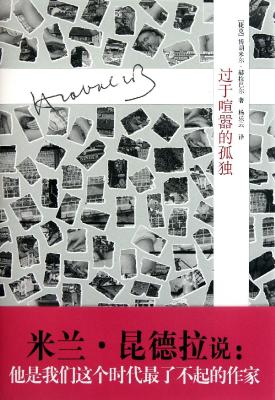 [捷克] 博胡米尔·赫拉巴尔 著
杨乐云 译
过于喧嚣的孤独
米兰·昆德拉说：
他是我们这个时代最了不起的作家